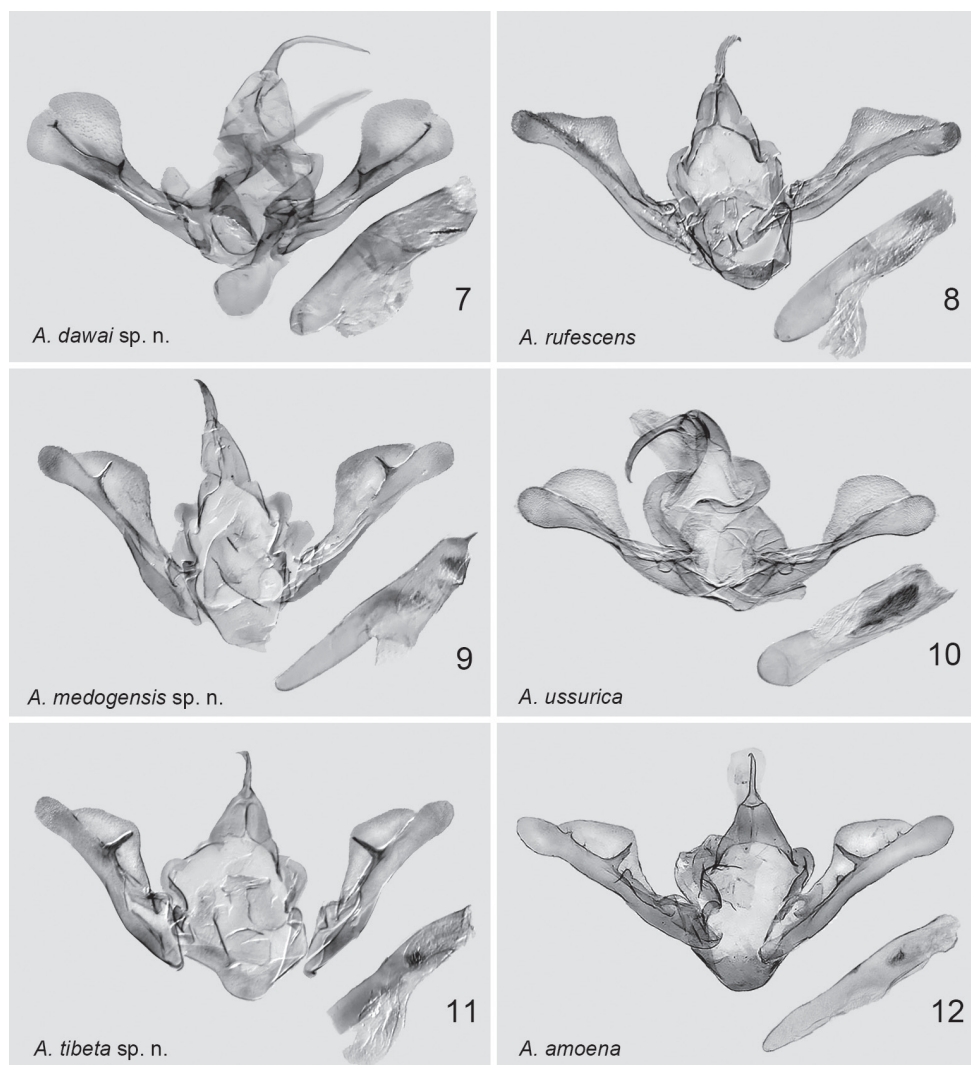 7
A. dawai sp. n.
8
A. rufescens
9
A. medogensis sp. n.
10
A. ussurica
11
A. tibeta sp. n.
12
A. amoena